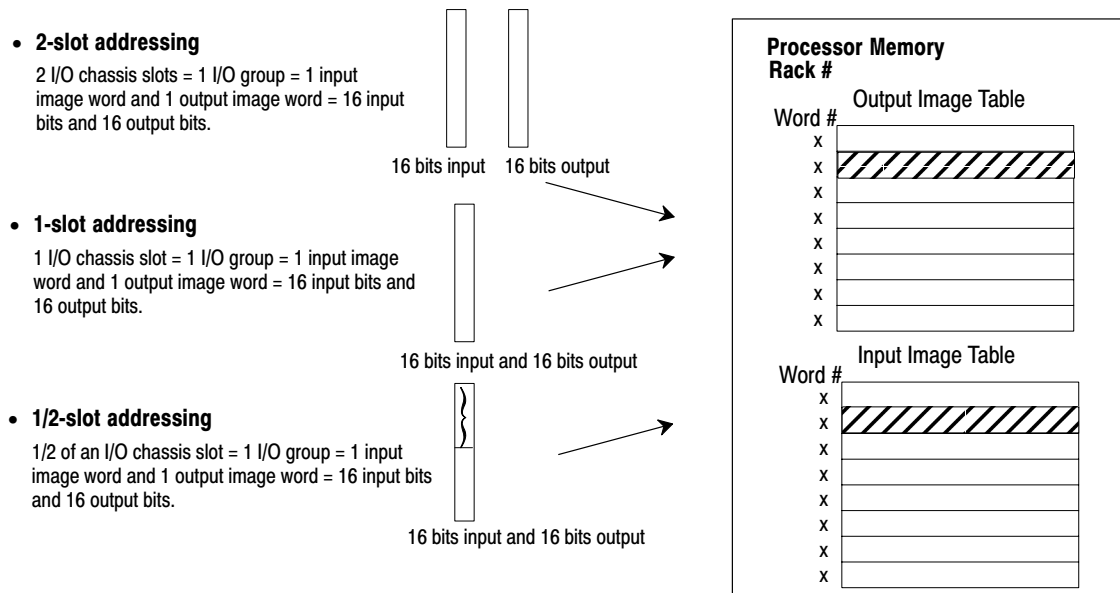 • 2-slot addressing
2 I/O chassis slots = 1 I/O group = 1 input
image word and 1 output image word = 16 input
bits and 16 output bits.
16 bits input
16 bits output
• 1-slot addressing
1 I/O chassis slot = 1 I/O group = 1 input image
word and 1 output image word = 16 input bits and
16 output bits.
16 bits input and 16 bits output
• 1/2-slot addressing
1/2 of an I/O chassis slot = 1 I/O group = 1 input
image word and 1 output image word = 16 input bits
and 16 output bits.
16 bits input and 16 bits output
Processor Memory
Rack #
Output Image Table
Word #
x
x
x
x
x
x
x
x
Input Image Table
Word #
x
x
x
x
x
x
x
x